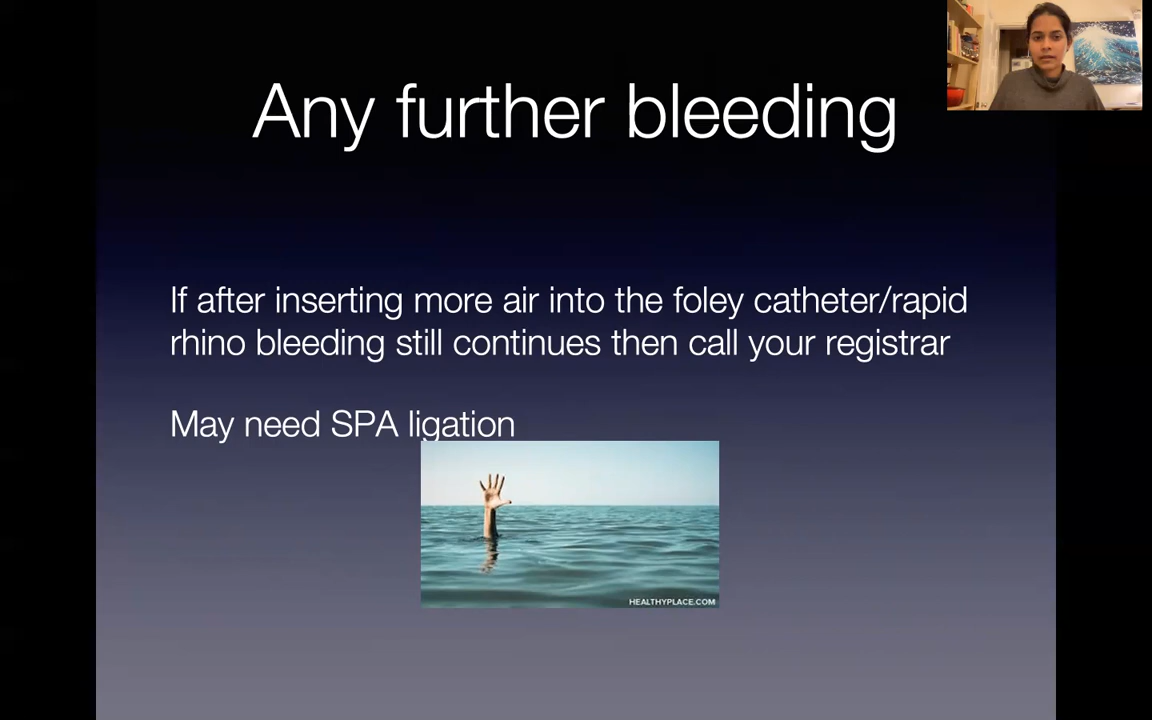 Any further bleeding
If after inserting more air into the foley catheter/rapid
rhino bleeding still continues then call your registrar
May need SPA ligation
HEALTHYPLACE.COM